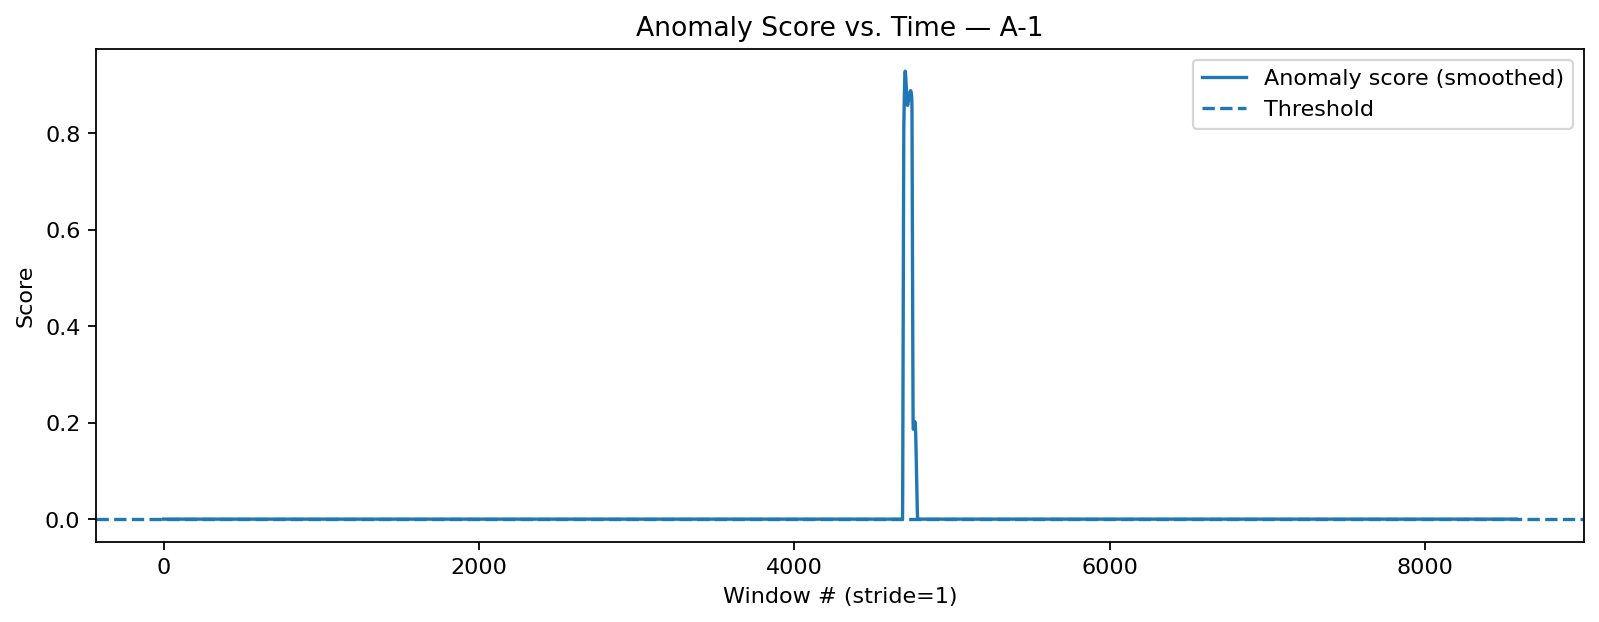 Anomaly Score vs. Time — A-1
Anomaly score (smoothed)
Threshold
Score
0.8
0.6
0.4
0.2
0.0
0
2000
4000
6000
8000
Window # (stride=1)